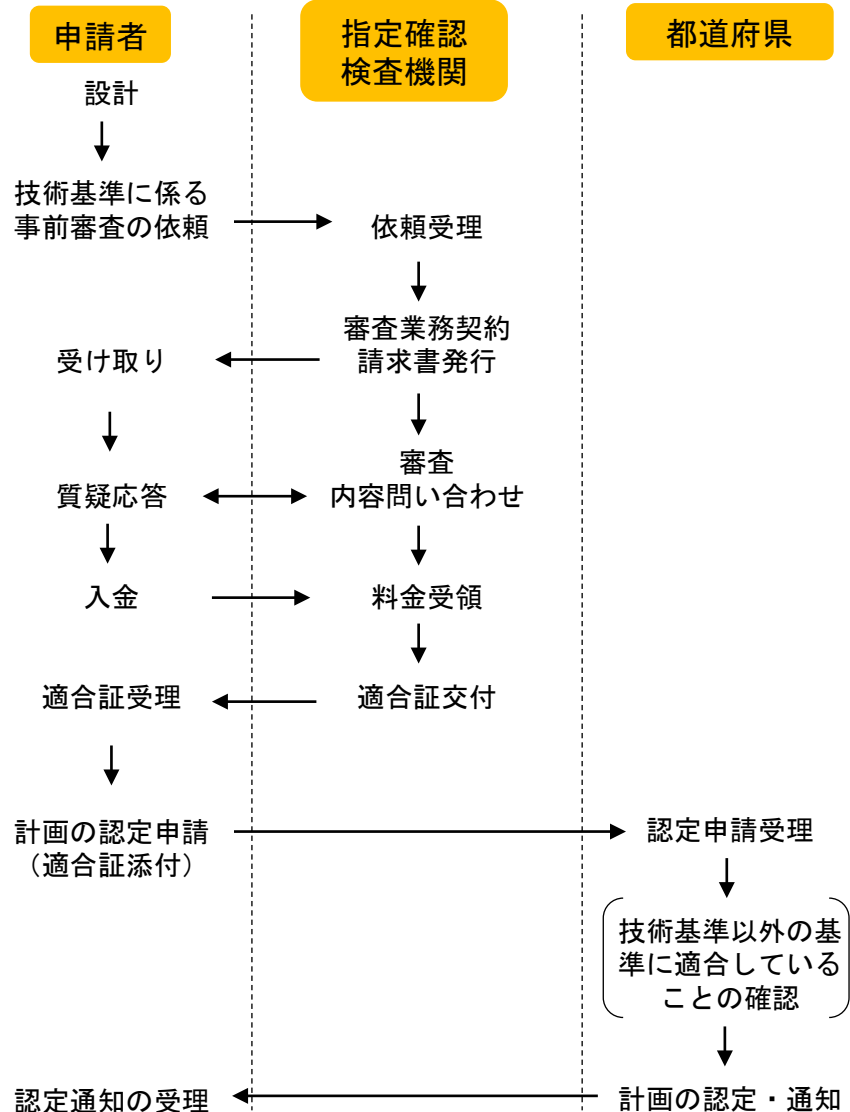 申請者
指定確認
検査機関
都道府県
設計
技術基準に係る
事前審査の依頼
依頼受理
審査業務契約
請求書発行
受け取り
審査
内容問い合わせ
質疑応答
入金
料金受領
適合証受理
適合証交付
計画の認定申請
（適合証添付）
認定申請受理
技術基準以外の基
準に適合している
ことの確認
認定通知の受理
計画の認定・通知